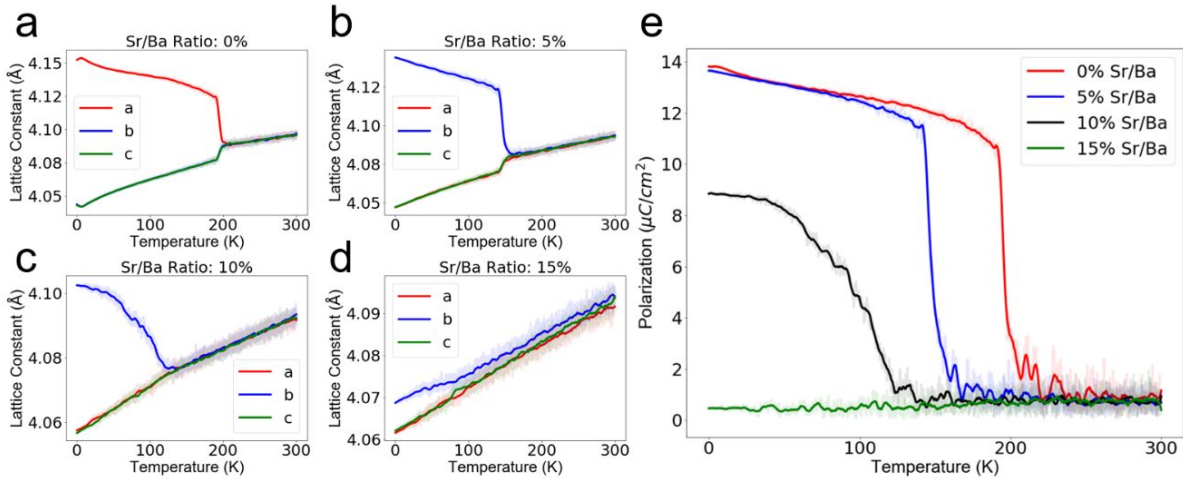 a
Sr/Ba Ratio: 0%
Lattice Constant (Å)
4.15
4.13
4.10
4.08
4.05
a
b
c
0
100
200
300
Temperature (K)
b
Sr/Ba Ratio: 5%
Lattice Constant (Å)
4.12
4.10
4.08
4.05
a
b
c
0
100
200
300
Temperature (K)
c
Sr/Ba Ratio: 10%
Lattice Constant (Å)
4.10
4.08
4.06
a
b
c
0
100
200
300
Temperature (K)
d
Sr/Ba Ratio: 15%
Lattice Constant (Å)
4.09
4.08
4.07
4.06
a
b
c
0
100
200
300
Temperature (K)
e
Polarization (μC/cm²)
14
12
10
8
6
4
2
0
0% Sr/Ba
5% Sr/Ba
10% Sr/Ba
15% Sr/Ba
0
100
200
300
Temperature (K)